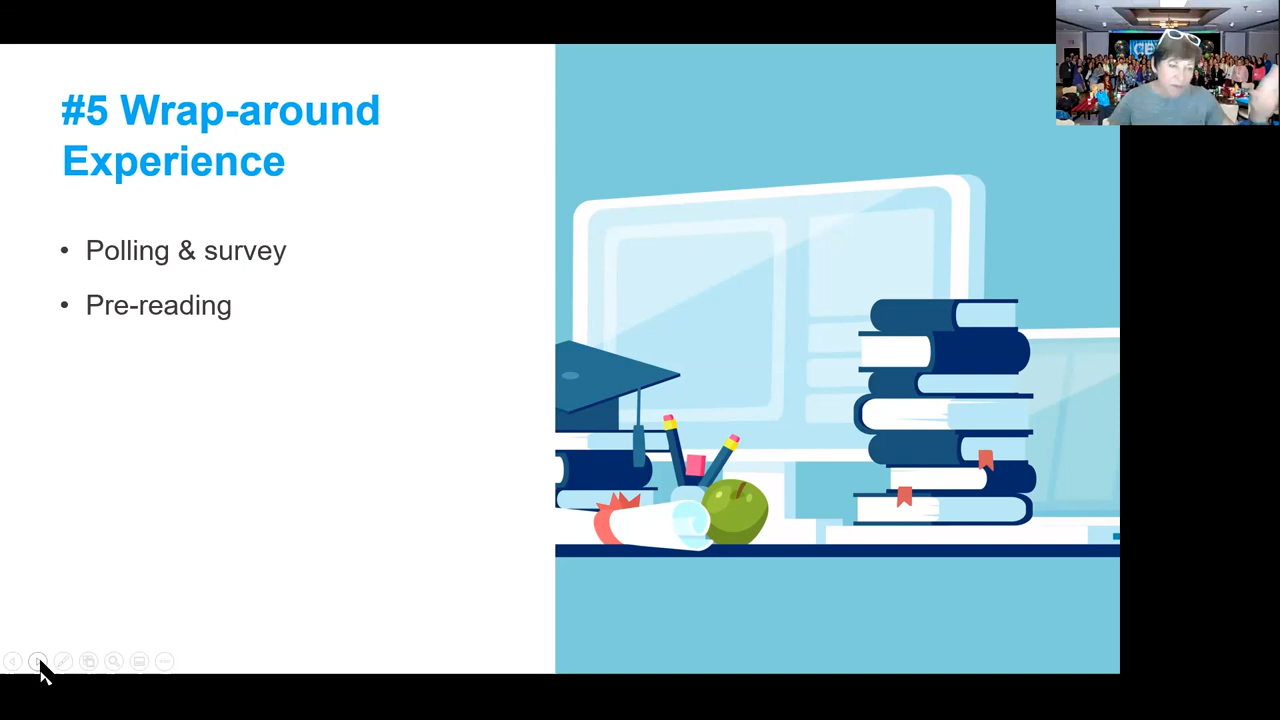 #5 Wrap-around
Experience
• Polling & survey
• Pre-reading